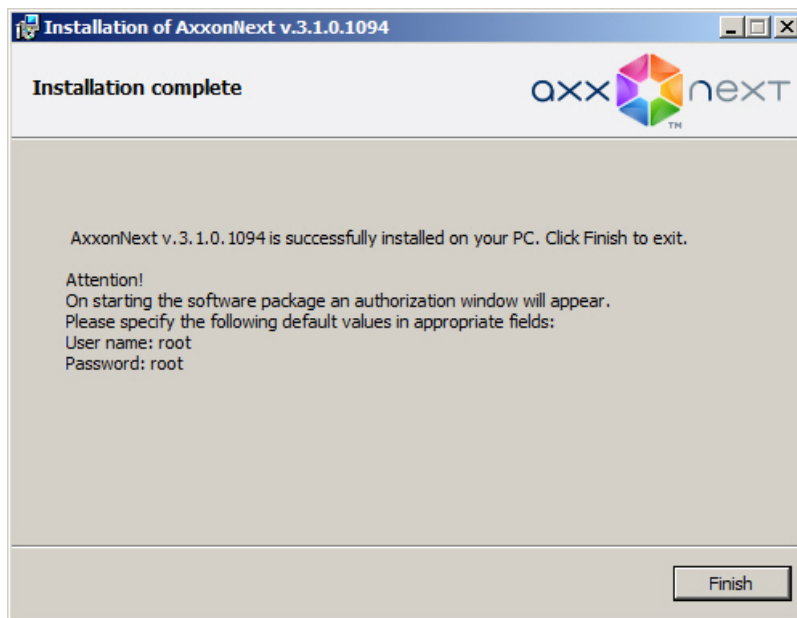 Installation of AxxonNext v.3.1.0.1094
Installation complete
axx next
TM
AxxonNext v.3.1.0.1094 is successfully installed on your PC. Click Finish to exit.
Attention!
On starting the software package an authorization window will appear.
Please specify the following default values in appropriate fields:
User name: root
Password: root
Finish